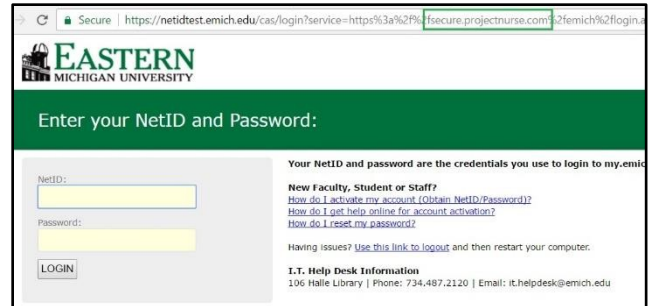 Secure | https://netidtest.emich.edu/cas/login?service=https%3a%2f%2fsecure.projectnurse.com%2femich%2flogin.a
EASTERN
MICHIGAN UNIVERSITY
Enter your NetID and Password:
NetID:
Password:
LOGIN
Your NetID and password are the credentials you use to login to my.emic
New Faculty, Student or Staff?
How do I activate my account (Obtain NetID/Password)?
How do I get help online for account activation?
How do I reset my password?
Having issues? Use this link to logout and then restart your computer.
I.T. Help Desk Information
106 Halle Library | Phone: 734.487.2120 | Email: it.helpdesk@emich.edu